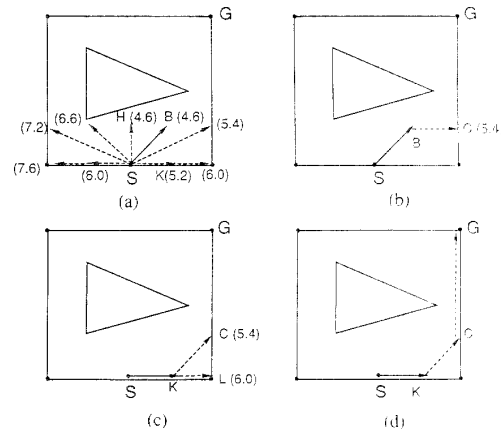 G
(6.6)
H (4.6) B (4.6)
(7.2)
(5.4)
(7.6) (6.0) K(5.2) (6.0)
S
(a)
G
C (5.4
B
S
(b)
G
C (5.4)
L (6.0)
S K
(c)
G
C
S K
(d)